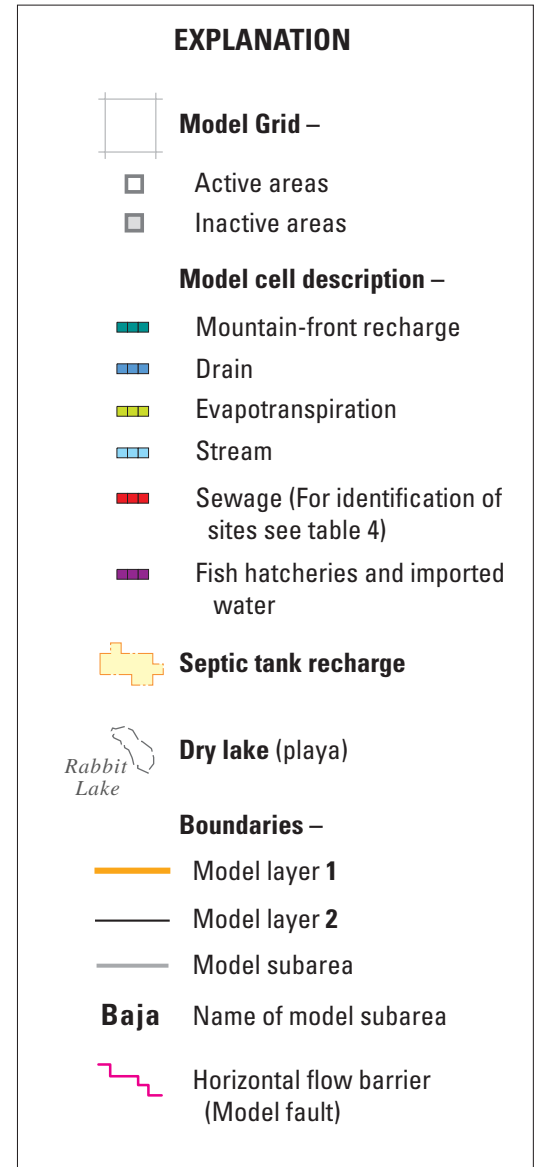 EXPLANATION
Model Grid –
Active areas
Inactive areas
Model cell description –
Mountain-front recharge
Drain
Evapotranspiration
Stream
Sewage (For identification of
sites see table 4)
Fish hatcheries and imported
water
Septic tank recharge
Rabbit
Lake
Dry lake (playa)
Boundaries –
Model layer 1
Model layer 2
Model subarea
Baja Name of model subarea
Horizontal flow barrier
(Model fault)